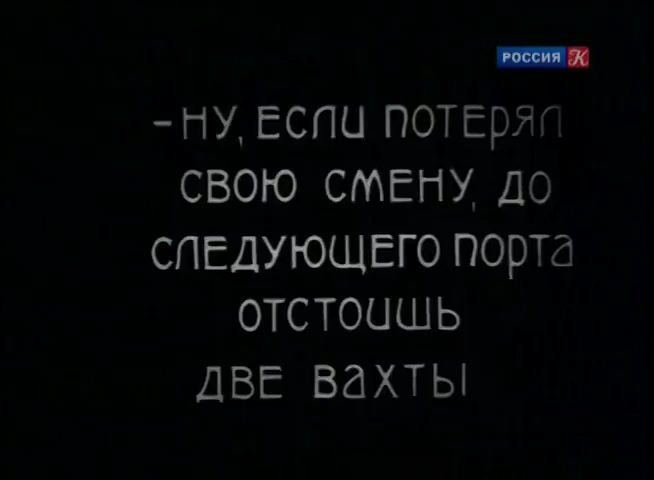 РОССИЯ К
– НУ, ЕСЛИ ПОТЕРЯЛ
СВОЮ СМЕНУ, ДО
СЛЕДУЮЩЕГО ПОРТА
ОТСТОИШЬ
ДВЕ ВАХТЫ